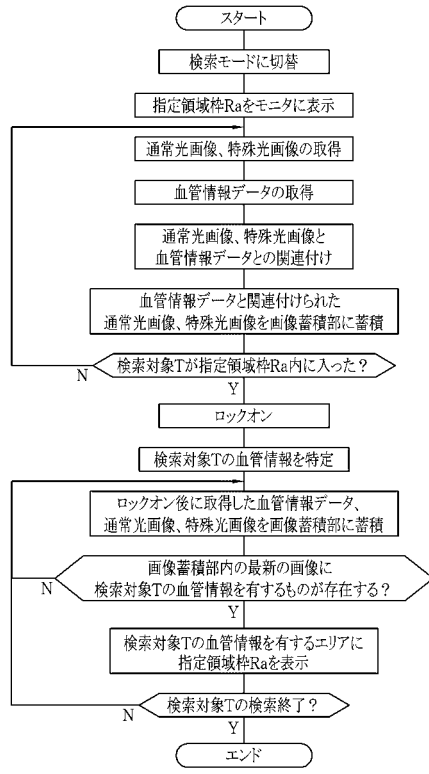 スタート
検索モードに切替
指定領域枠Raをモニタに表示
通常光画像、特殊光画像の取得
血管情報データの取得
通常光画像、特殊光画像と
血管情報データとの関連付け
血管情報データと関連付けられた
通常光画像、特殊光画像を画像蓄積部に蓄積
検索対象Tが指定領域枠Ra内に入った?
N
Y
ロックオン
検索対象Tの血管情報を特定
ロックオン後に取得した血管情報データ、
通常光画像、特殊光画像を画像蓄積部に蓄積
画像蓄積部内の最新の画像に
検索対象Tの血管情報を有するものが存在する?
N
Y
検索対象Tの血管情報を有するエリアに
指定領域枠Raを表示
検索対象Tの検索終了?
N
Y
エンド